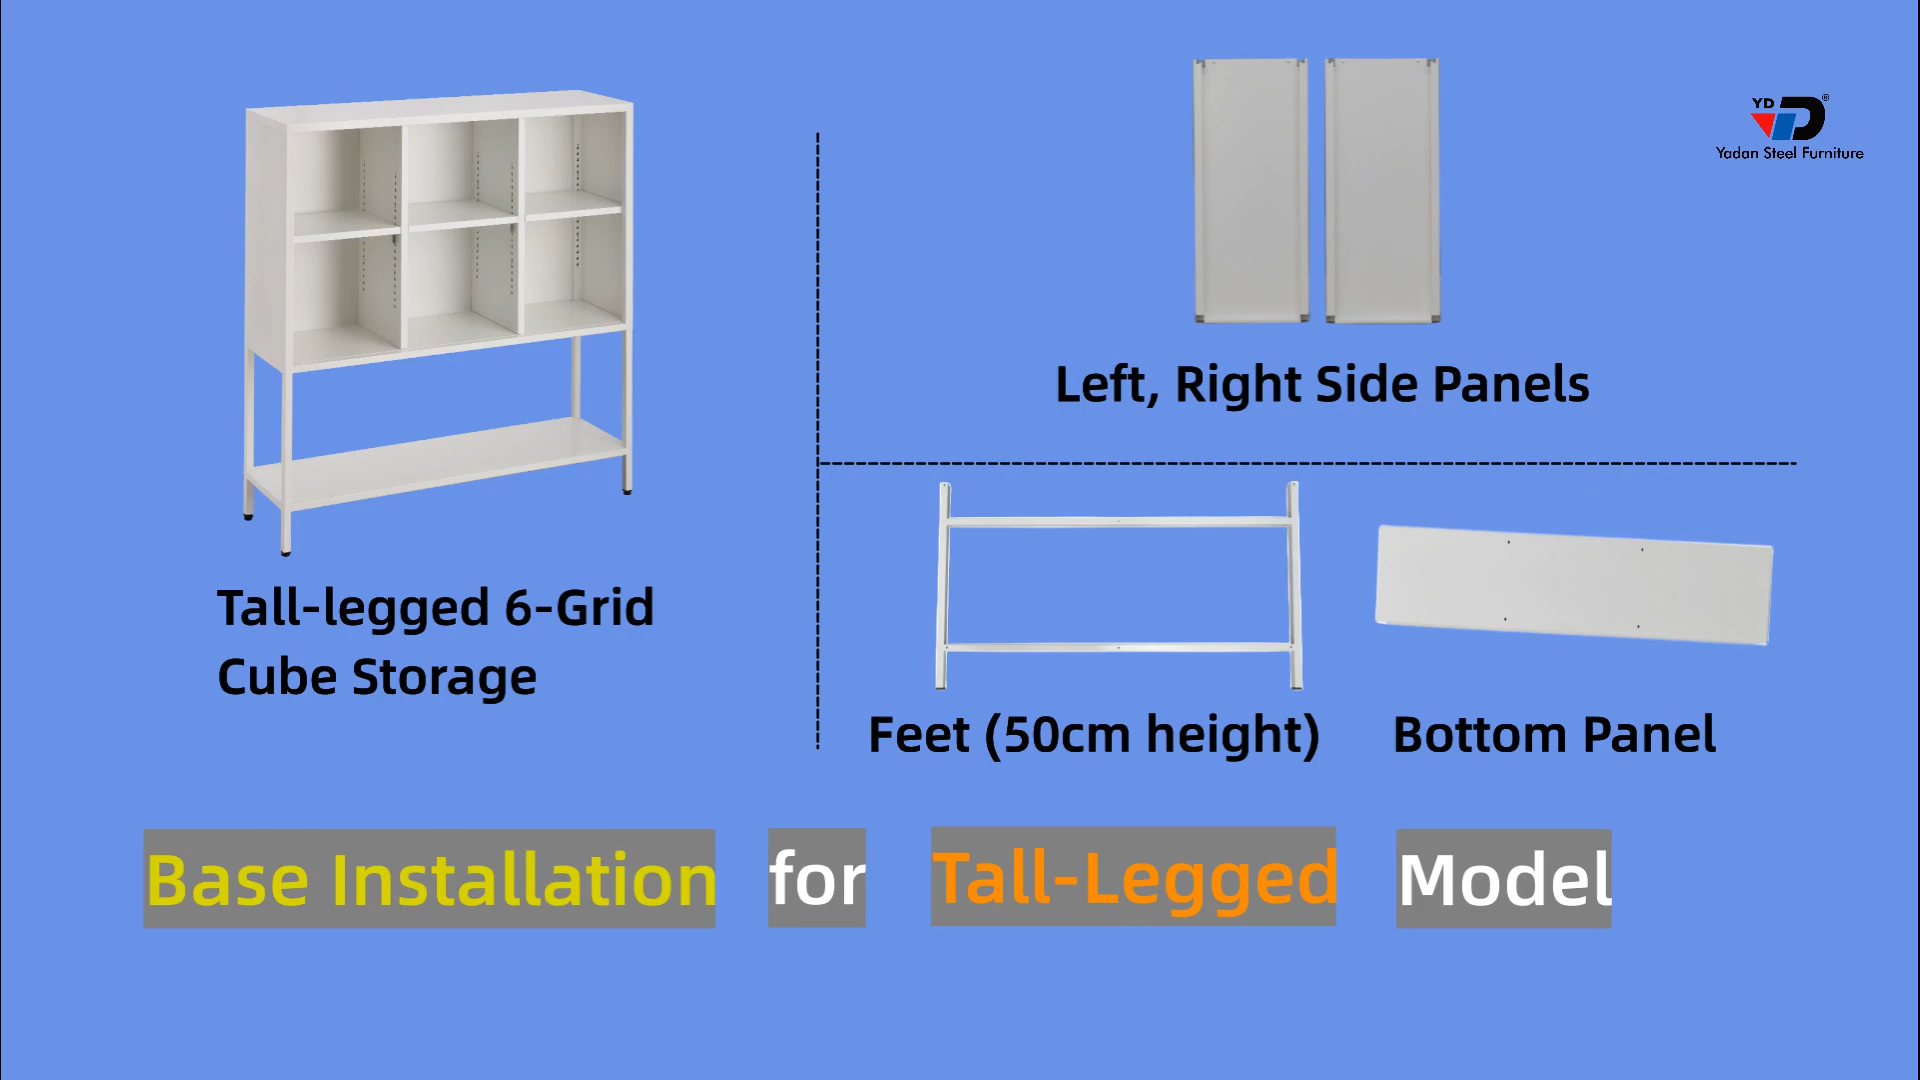 YD
®
Yadan Steel Furniture
Left, Right Side Panels
Tall-legged 6-Grid
Cube Storage
Feet (50cm height)
Bottom Panel
Base Installation for Tall-Legged Model